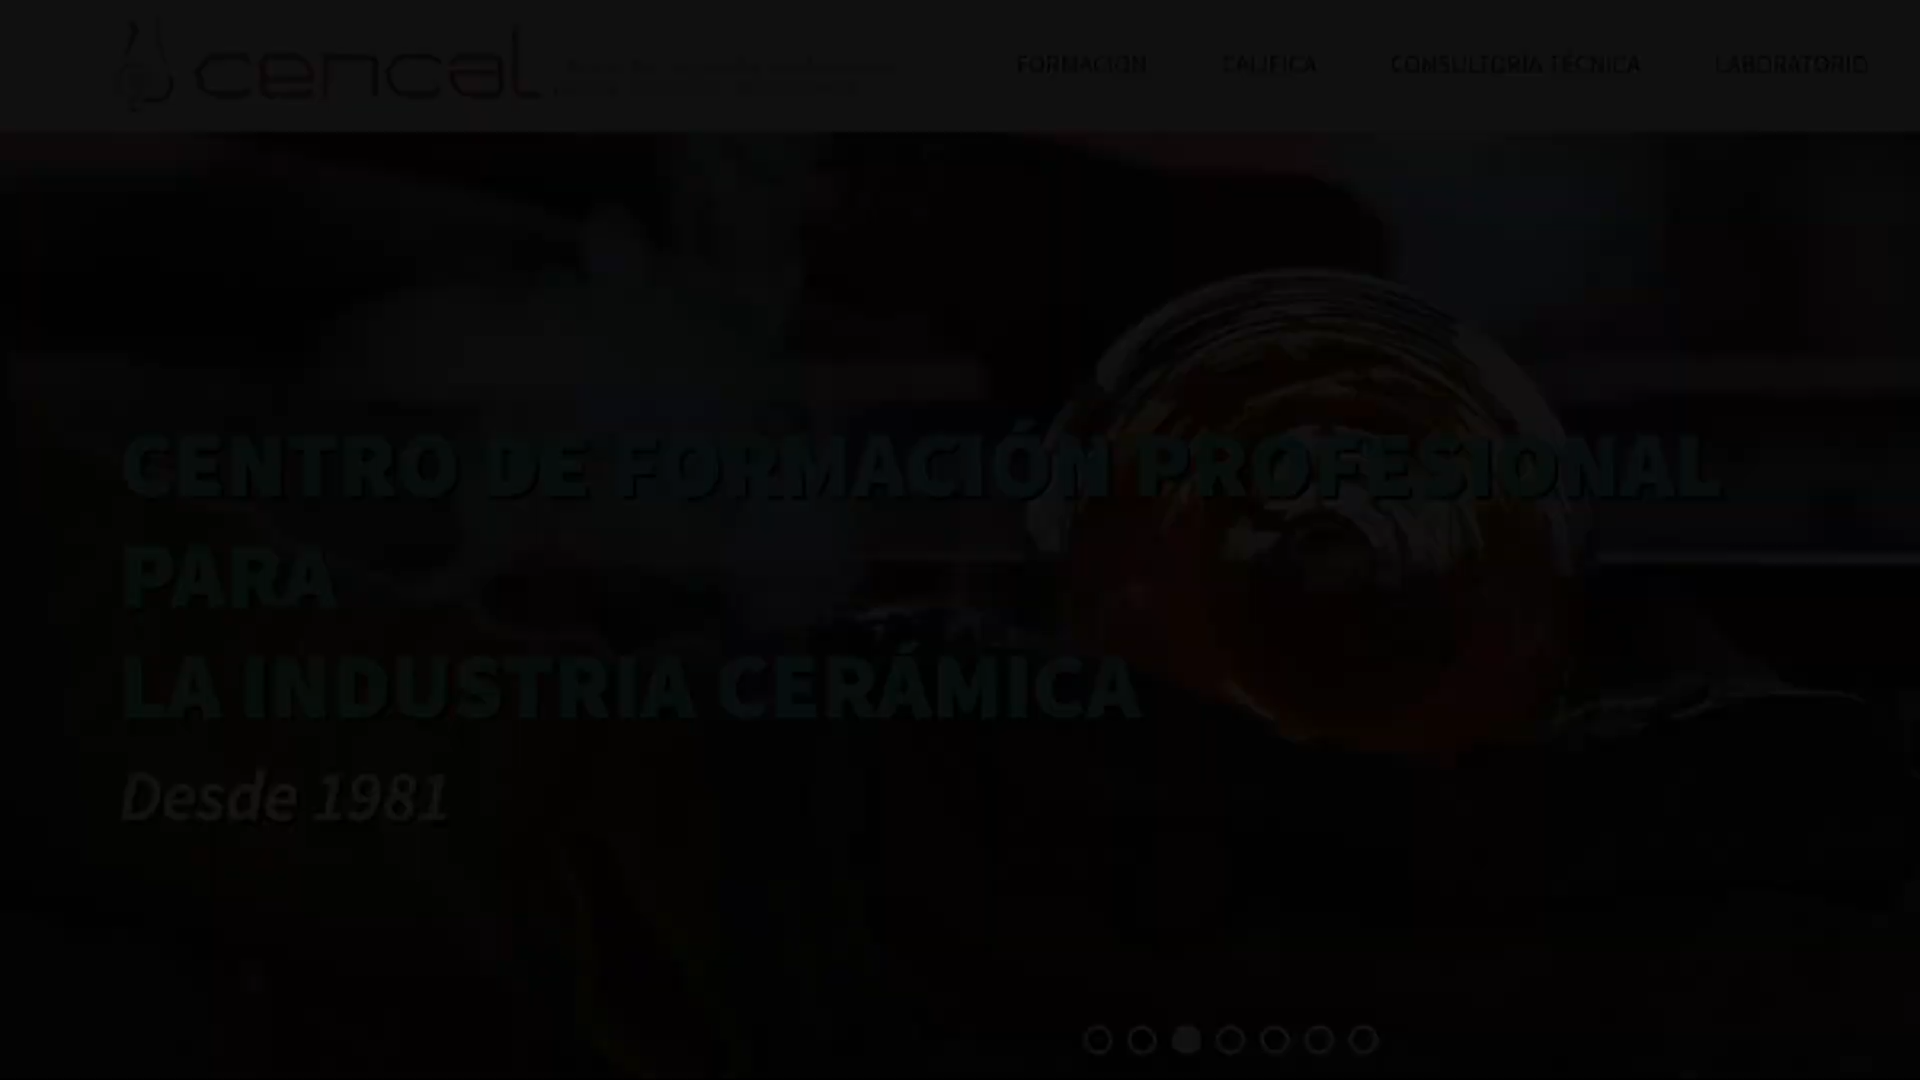 cencal
FORMACIÓN
CALIFICA
CONSULTORÍA TÉCNICA
LABORATORIO
CENTRO DE FORMACIÓN PROFESIONAL
PARA
LA INDUSTRIA CERÁMICA
Desde 1981